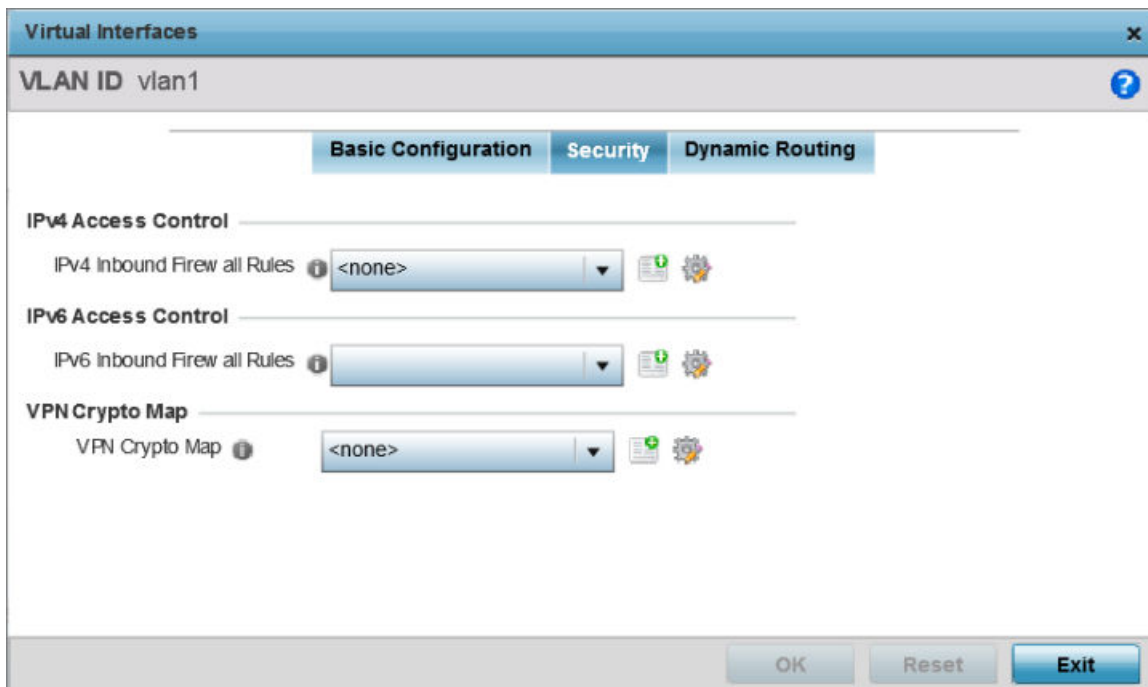 Virtual Interfaces
VLAN ID vlan1
Basic Configuration Security Dynamic Routing
IPv4 Access Control
IPv4 Inbound Firew all Rules <none>
IPv6 Access Control
IPv6 Inbound Firew all Rules
VPN Crypto Map
VPN Crypto Map <none>
OK Reset Exit